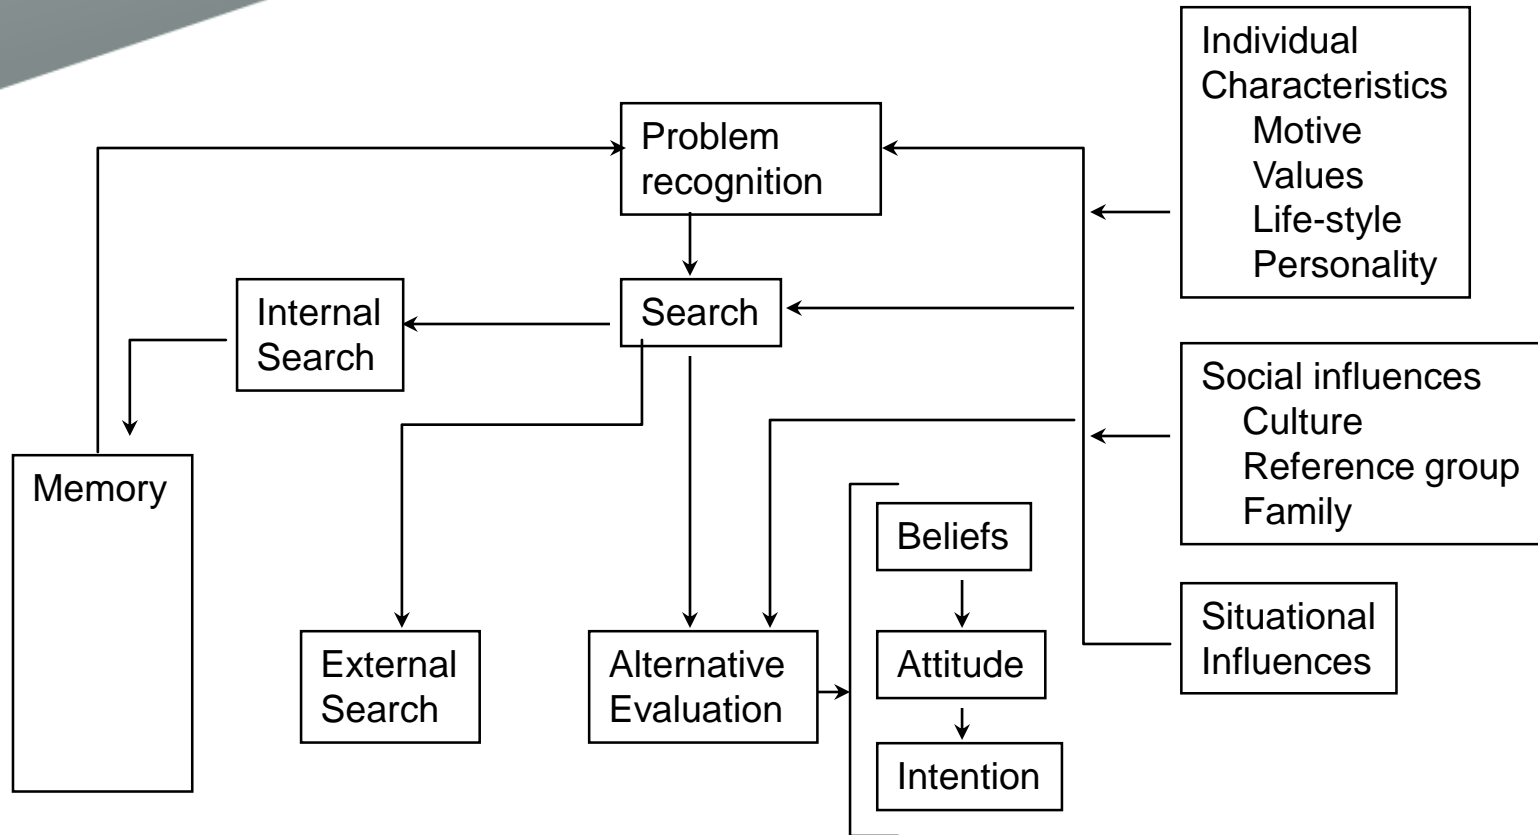 Individual
Characteristics
Motive
Values
Life-style
Personality
Problem
recognition
Internal
Search
Search
Social influences
Culture
Reference group
Family
Memory
Beliefs
Situational
Influences
External
Search
Alternative
Evaluation
Attitude
Intention